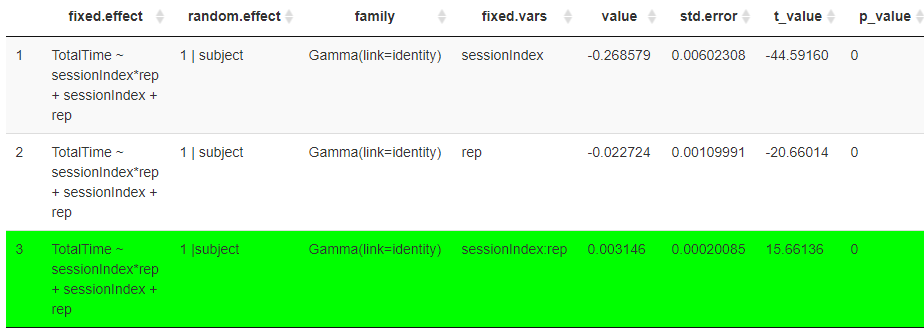 fixed.effect random.effect family fixed.vars value std.error t_value p_value
1 TotalTime ~ 1 | subject Gamma(link=identity) sessionIndex -0.268579 0.00602308 -44.59160 0
sessionIndex*rep
+ sessionIndex +
rep
2 TotalTime ~ 1 | subject Gamma(link=identity) rep -0.022724 0.00109991 -20.66014 0
sessionIndex*rep
+ sessionIndex +
rep
3 TotalTime ~ 1 |subject Gamma(link=identity) sessionIndex:rep 0.003146 0.00020085 15.66136 0
sessionIndex*rep
+ sessionIndex +
rep